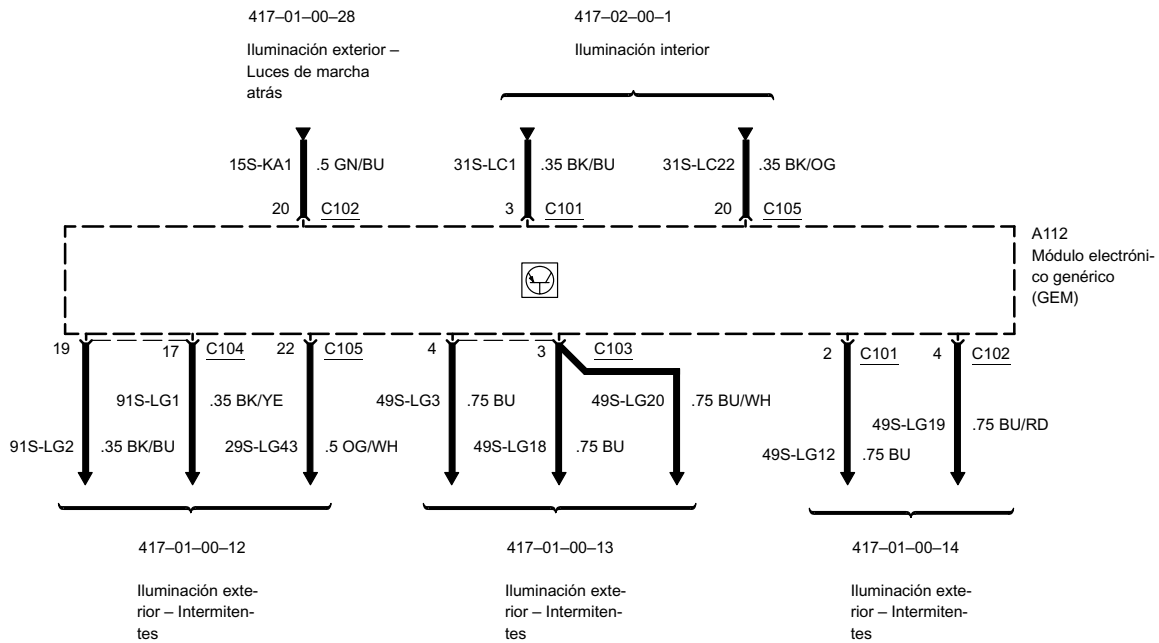 417–01–00–28
Iluminación exterior –
Luces de marcha
atrás
417–02–00–1
Iluminación interior
15S-KA1 .5 GN/BU
31S-LC1 .35 BK/BU
31S-LC22 .35 BK/OG
20 C102
3 C101
20 C105
A112
Módulo electróni-
co genérico
(GEM)
19
17 C104
22 C105
4
3 C103
2 C101
4 C102
91S-LG1 .35 BK/YE
49S-LG3 .75 BU
49S-LG20 .75 BU/WH
49S-LG19 .75 BU/RD
91S-LG2 .35 BK/BU
29S-LG43 .5 OG/WH
49S-LG18 .75 BU
49S-LG12 .75 BU
417–01–00–12
Iluminación exte-
rior – Intermiten-
tes
417–01–00–13
Iluminación exte-
rior – Intermiten-
tes
417–01–00–14
Iluminación exte-
rior – Intermiten-
tes